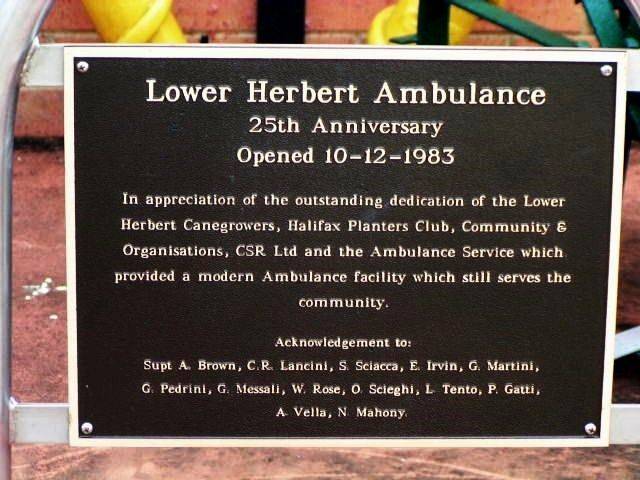 Lower Herbert Ambulance
25th Anniversary
Opened 10-12-1983
In appreciation of the outstanding dedication of the Lower
Herbert Canegrowers, Halifax Planters Club, Community &
Organisations, CSR Ltd and the Ambulance Service which
provided a modern Ambulance facility which still serves the
community.
Acknowledgement to:
Supt A. Brown, C.R. Lancini, S. Sciacca, E. Irvin, G. Martini,
G. Pedrini, G. Messali, W. Rose, O. Scieghi, L. Tento, P. Gatti,
A. Vella, N. Mahony.